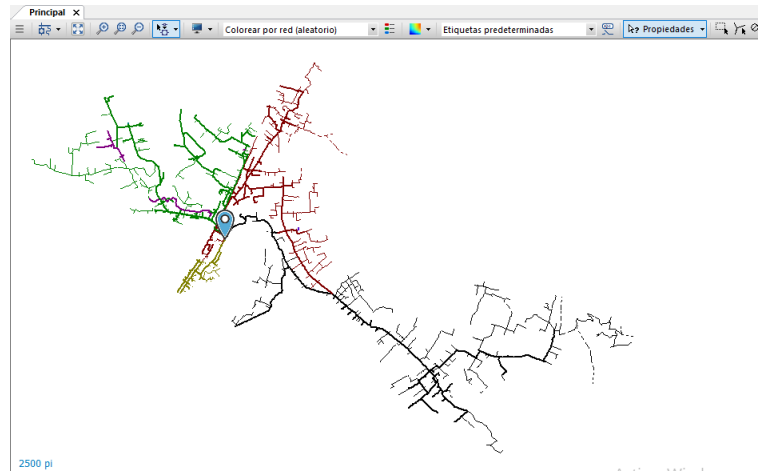 Principal
Colorear por red (aleatorio)
Etiquetas predeterminadas
Propiedades
2500 pi